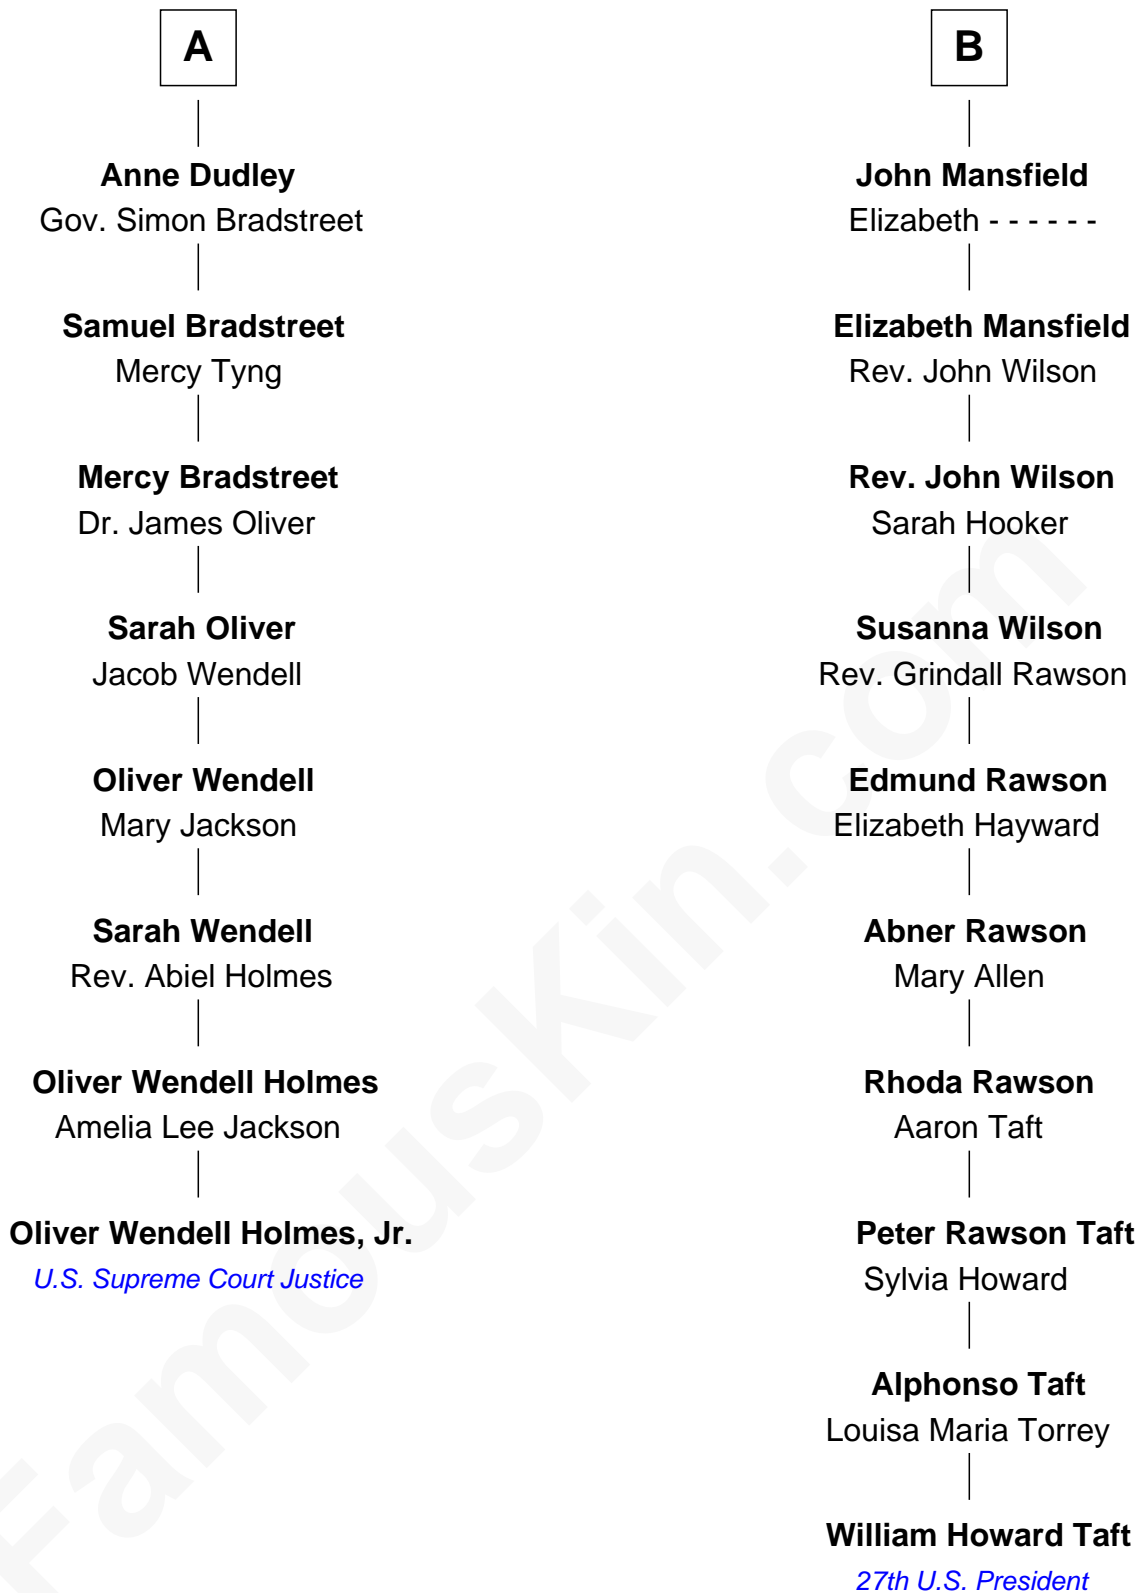 A
Anne Dudley
Gov. Simon Bradstreet
Samuel Bradstreet
Mercy Tyng
Mercy Bradstreet
Dr. James Oliver
Sarah Oliver
Jacob Wendell
Oliver Wendell
Mary Jackson
Sarah Wendell
Rev. Abiel Holmes
Oliver Wendell Holmes
Amelia Lee Jackson
Oliver Wendell Holmes, Jr.
U.S. Supreme Court Justice
B
John Mansfield
Elizabeth - - - - - -
Elizabeth Mansfield
Rev. John Wilson
Rev. John Wilson
Sarah Hooker
Susanna Wilson
Rev. Grindall Rawson
Edmund Rawson
Elizabeth Hayward
Abner Rawson
Mary Allen
Rhoda Rawson
Aaron Taft
Peter Rawson Taft
Sylvia Howard
Alphonso Taft
Louisa Maria Torrey
William Howard Taft
27th U.S. President
FamousKin.com